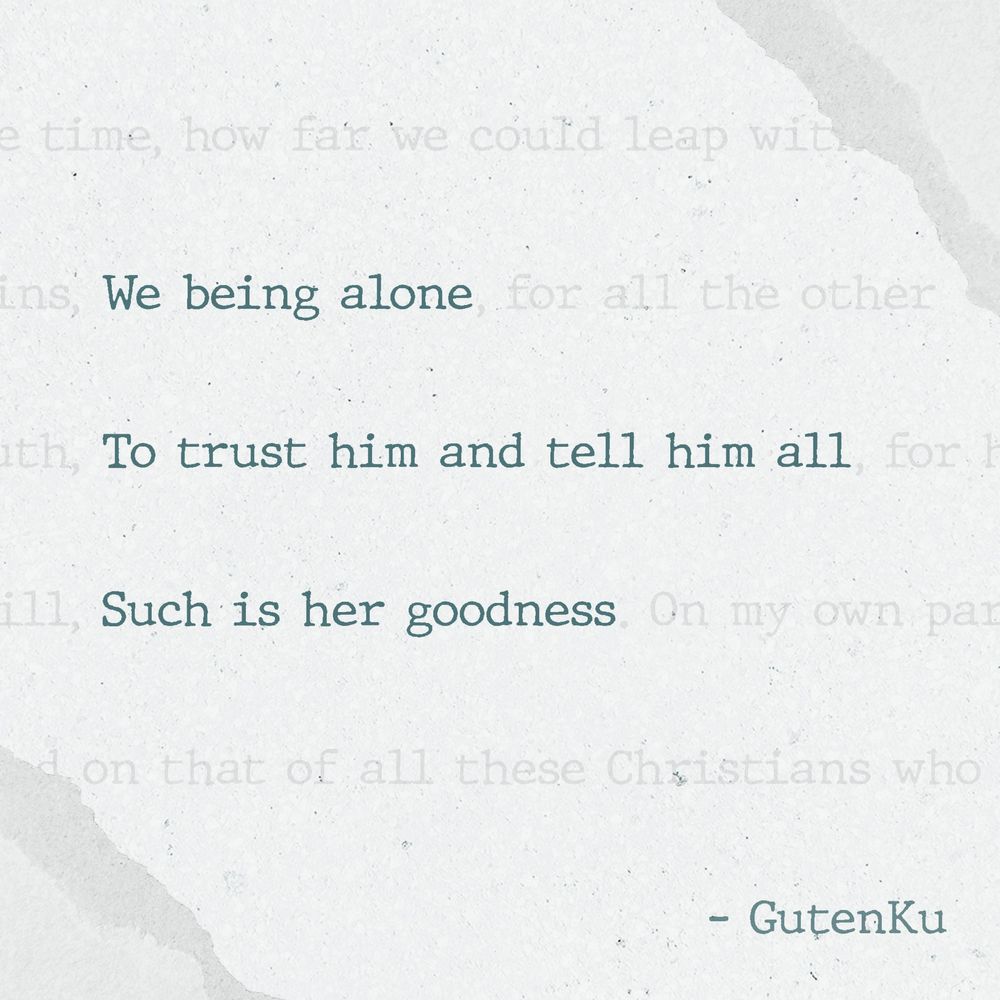 e time, how far we could leap with
ins, We being alone, for all the other
uth, To trust him and tell him all, for h
ill, Such is her goodness. On my own par
d on that of all these Christians who
- GutenKu